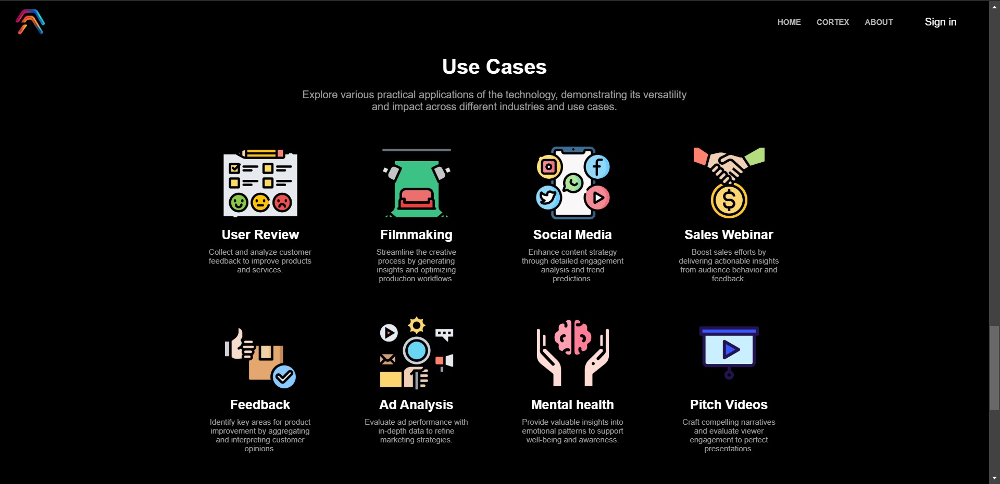 HOME CORTEX ABOUT Sign in
Use Cases
Explore various practical applications of the technology, demonstrating its versatility
and impact across different industries and use cases.
User Review
Collect and analyze customer
feedback to improve products
and services.
Filmmaking
Streamline the creative
process by generating
insights and optimizing
production workflows.
Social Media
Enhance content strategy
through detailed engagement
analysis and trend
predictions.
Sales Webinar
Boost sales efforts by
delivering actionable insights
from audience behavior and
feedback.
Feedback
Identify key areas for product
improvement by aggregating
and interpreting customer
opinions.
Ad Analysis
Evaluate ad performance with
in-depth data to refine
marketing strategies.
Mental health
Provide valuable insights into
emotional patterns to support
well-being and awareness.
Pitch Videos
Craft compelling narratives
and evaluate viewer
engagement to perfect
presentations.